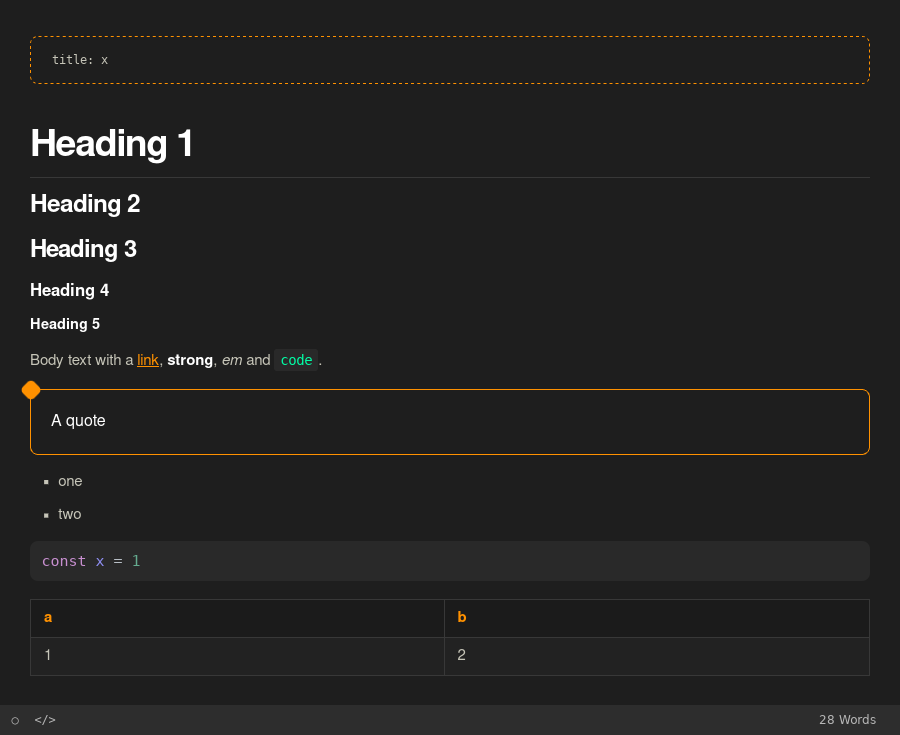 title: x
Heading 1
Heading 2
Heading 3
Heading 4
Heading 5
Body text with a link, strong, em and code.
A quote
one
two
const x = 1
a b
1 2
</> 28 Words